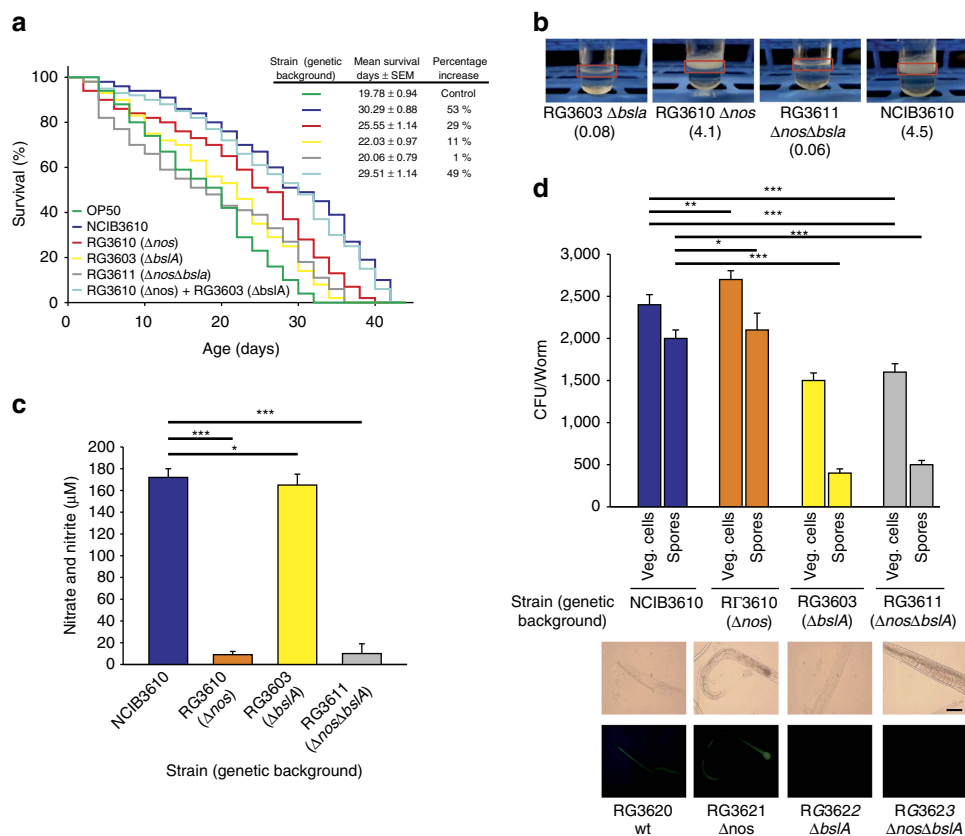 a
Strain (genetic background) Mean survival days ± SEM Percentage increase
19.78 ± 0.94 Control
30.29 ± 0.88 53 %
25.55 ± 1.14 29 %
22.03 ± 0.97 11 %
20.06 ± 0.79 1 %
29.51 ± 1.14 49 %
Survival (%)
100
80
60
40
20
0
OP50
NCIB3610
RG3610 (Δnos)
RG3603 (ΔbslA)
RG3611 (ΔnosΔbsla)
RG3610 (Δnos) + RG3603 (ΔbslA)
0 10 20 30 40
Age (days)
b
RG3603 Δbsla
(0.08)
RG3610 Δnos
(4.1)
RG3611
ΔnosΔbsla
(0.06)
NCIB3610
(4.5)
c
***
***
*
Nitrate and nitrite (µM)
200
180
160
140
120
100
80
60
40
20
0
NCIB3610
RG3610
(Δnos)
RG3603
(ΔbslA)
RG3611
(ΔnosΔbslA)
Strain (genetic background)
d
***
**
***
***
*
***
CFU/Worm
3,000
2,500
2,000
1,500
1,000
500
0
Veg. cells
Spores
Veg. cells
Spores
Veg. cells
Spores
Veg. cells
Spores
Strain (genetic
background)
NCIB3610
RΓ3610
(Δnos)
RG3603
(ΔbslA)
RG3611
(ΔnosΔbslA)
RG3620
wt
RG3621
Δnos
RG3622
ΔbslA
RG3623
ΔnosΔbslA